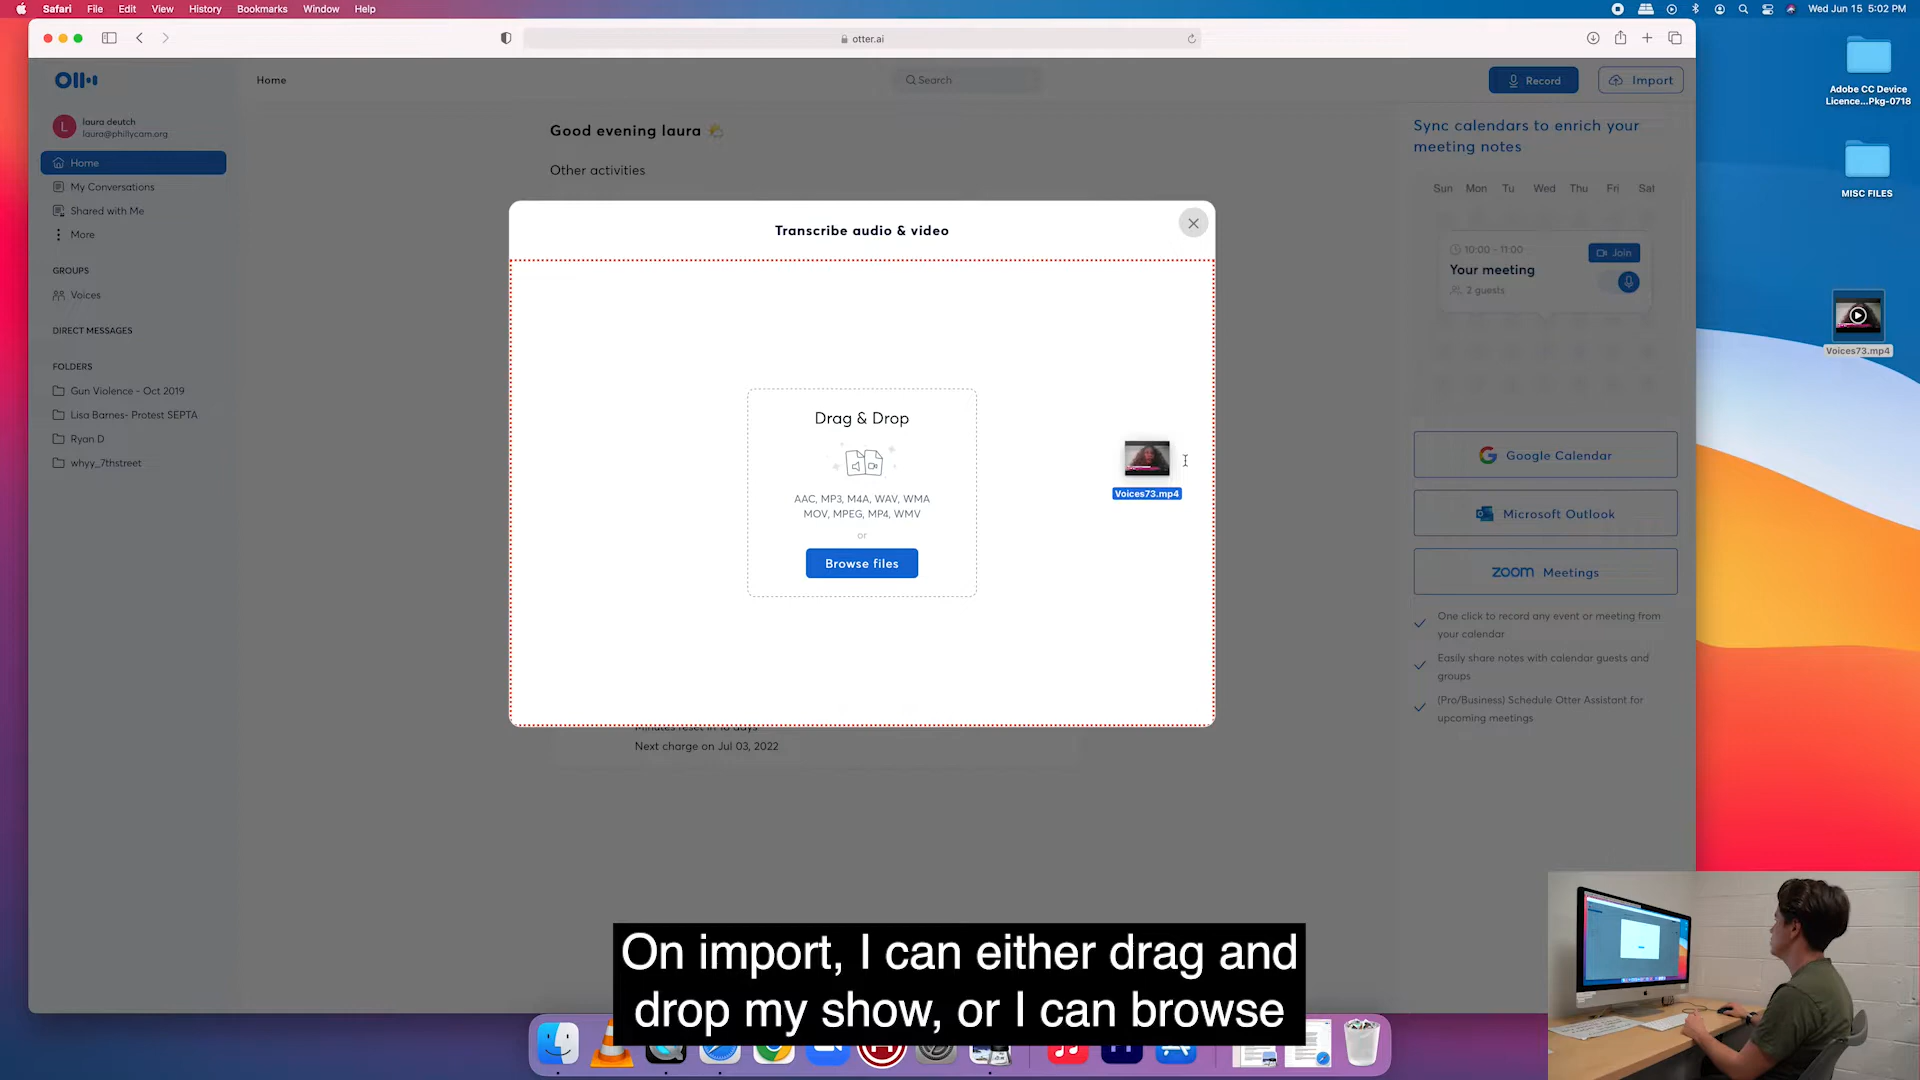 Safari File Edit View History Bookmarks Window Help
Wed Jun 15 5:02 PM
otter.ai
Home
Search
Record
Import
L
laura deutch
laura@phillycam.org
Home
My Conversations
Shared with Me
More
GROUPS
Voices
DIRECT MESSAGES
FOLDERS
Gun Violence - Oct 2019
Lisa Barnes- Protest SEPTA
Ryan D
whyy_7thstreet
Good evening laura
Other activities
Transcribe audio & video
Drag & Drop
AAC, MP3, M4A, WAV, WMA
MOV, MPEG, MP4, WMV
or
Browse files
Voices73.mp4
Minutes reset in 18 days
Next charge on Jul 03, 2022
Sync calendars to enrich your
meeting notes
Sun Mon Tu Wed Thu Fri Sat
10:00 - 11:00
Join
Your meeting
2 guests
Google Calendar
Microsoft Outlook
zoom Meetings
One click to record any event or meeting from
your calendar
Easily share notes with calendar guests and
groups
(Pro/Business) Schedule Otter Assistant for
upcoming meetings
Adobe CC Device
Licence...Pkg-0718
MISC FILES
Voices73.mp4
On import, I can either drag and
drop my show, or I can browse